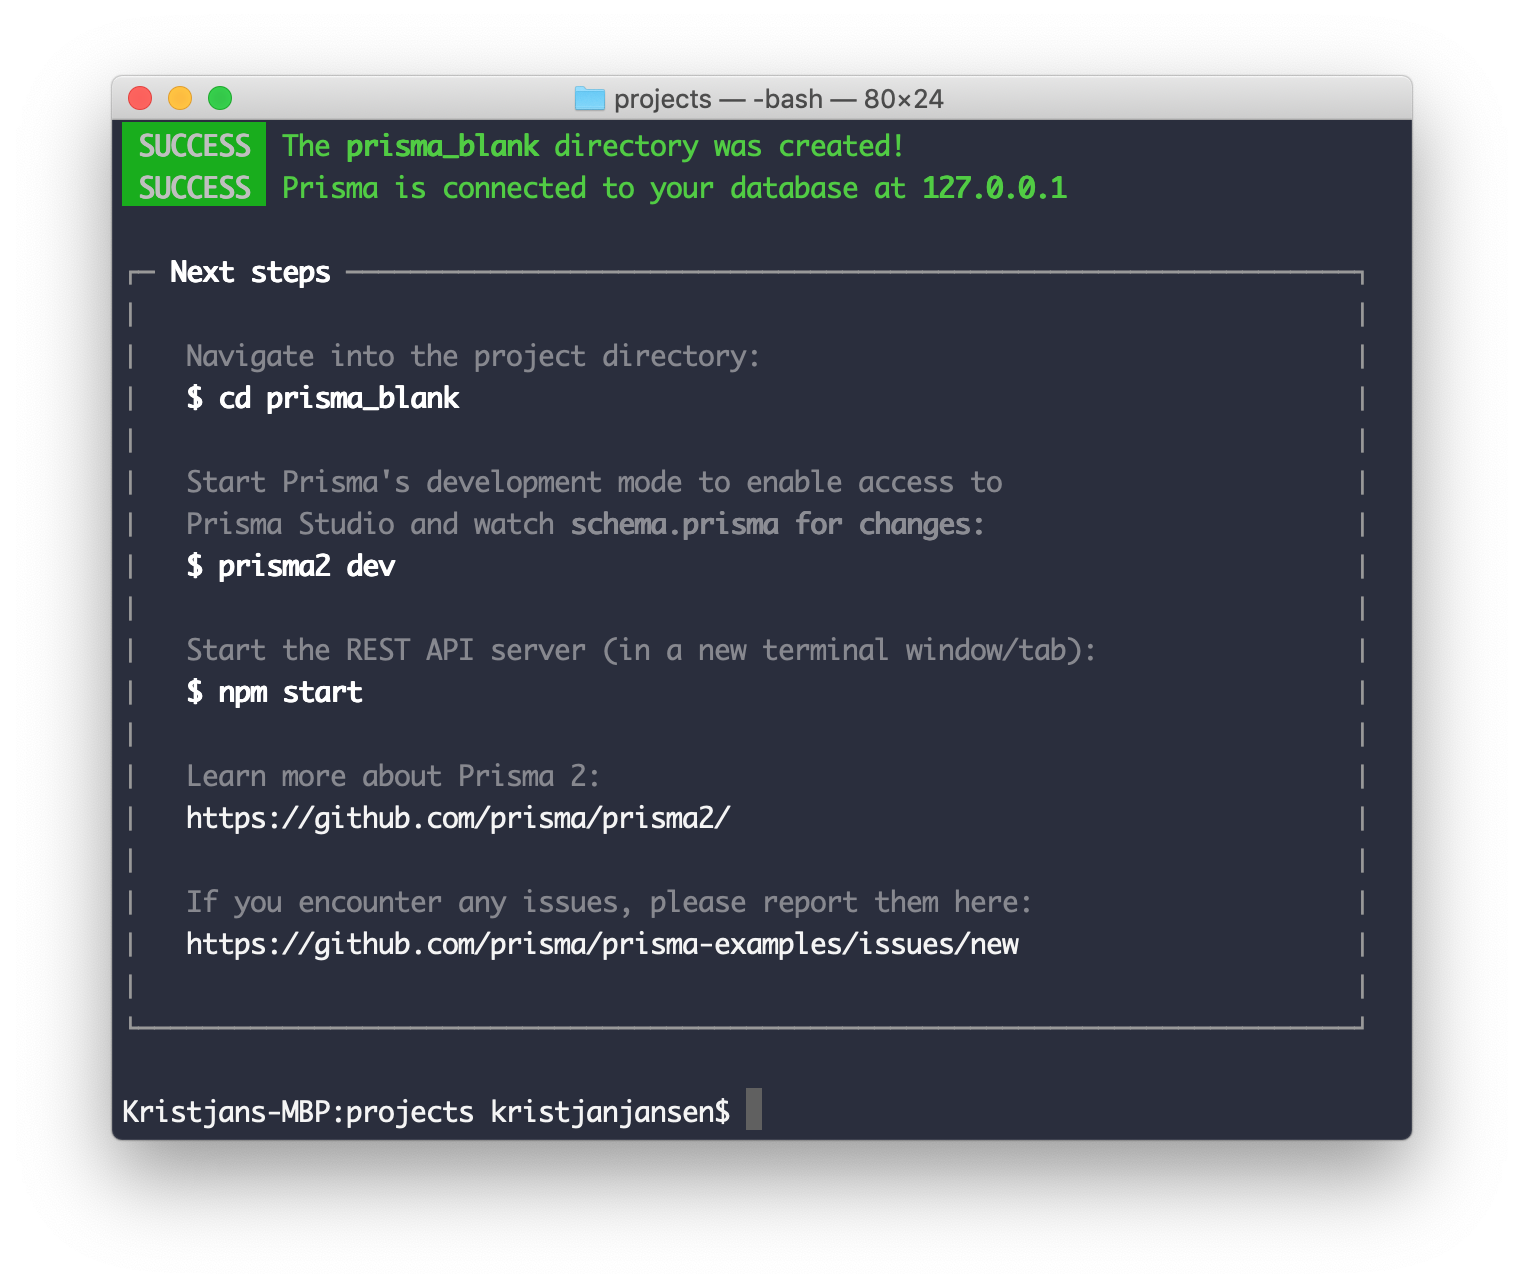 projects — -bash — 80×24
SUCCESS The prisma_blank directory was created!
SUCCESS Prisma is connected to your database at 127.0.0.1
Next steps
Navigate into the project directory:
$ cd prisma_blank
Start Prisma's development mode to enable access to
Prisma Studio and watch schema.prisma for changes:
$ prisma2 dev
Start the REST API server (in a new terminal window/tab):
$ npm start
Learn more about Prisma 2:
https://github.com/prisma/prisma2/
If you encounter any issues, please report them here:
https://github.com/prisma/prisma-examples/issues/new
Kristjans-MBP:projects kristjanjansen$